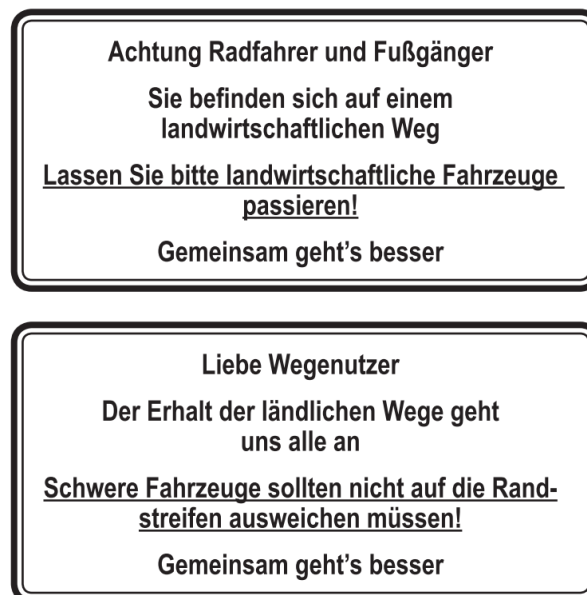 Achtung Radfahrer und Fußgänger
Sie befinden sich auf einem
landwirtschaftlichen Weg
Lassen Sie bitte landwirtschaftliche Fahrzeuge
passieren!
Gemeinsam geht's besser
Liebe Wegenutzer
Der Erhalt der ländlichen Wege geht
uns alle an
Schwere Fahrzeuge sollten nicht auf die Rand-
streifen ausweichen müssen!
Gemeinsam geht's besser